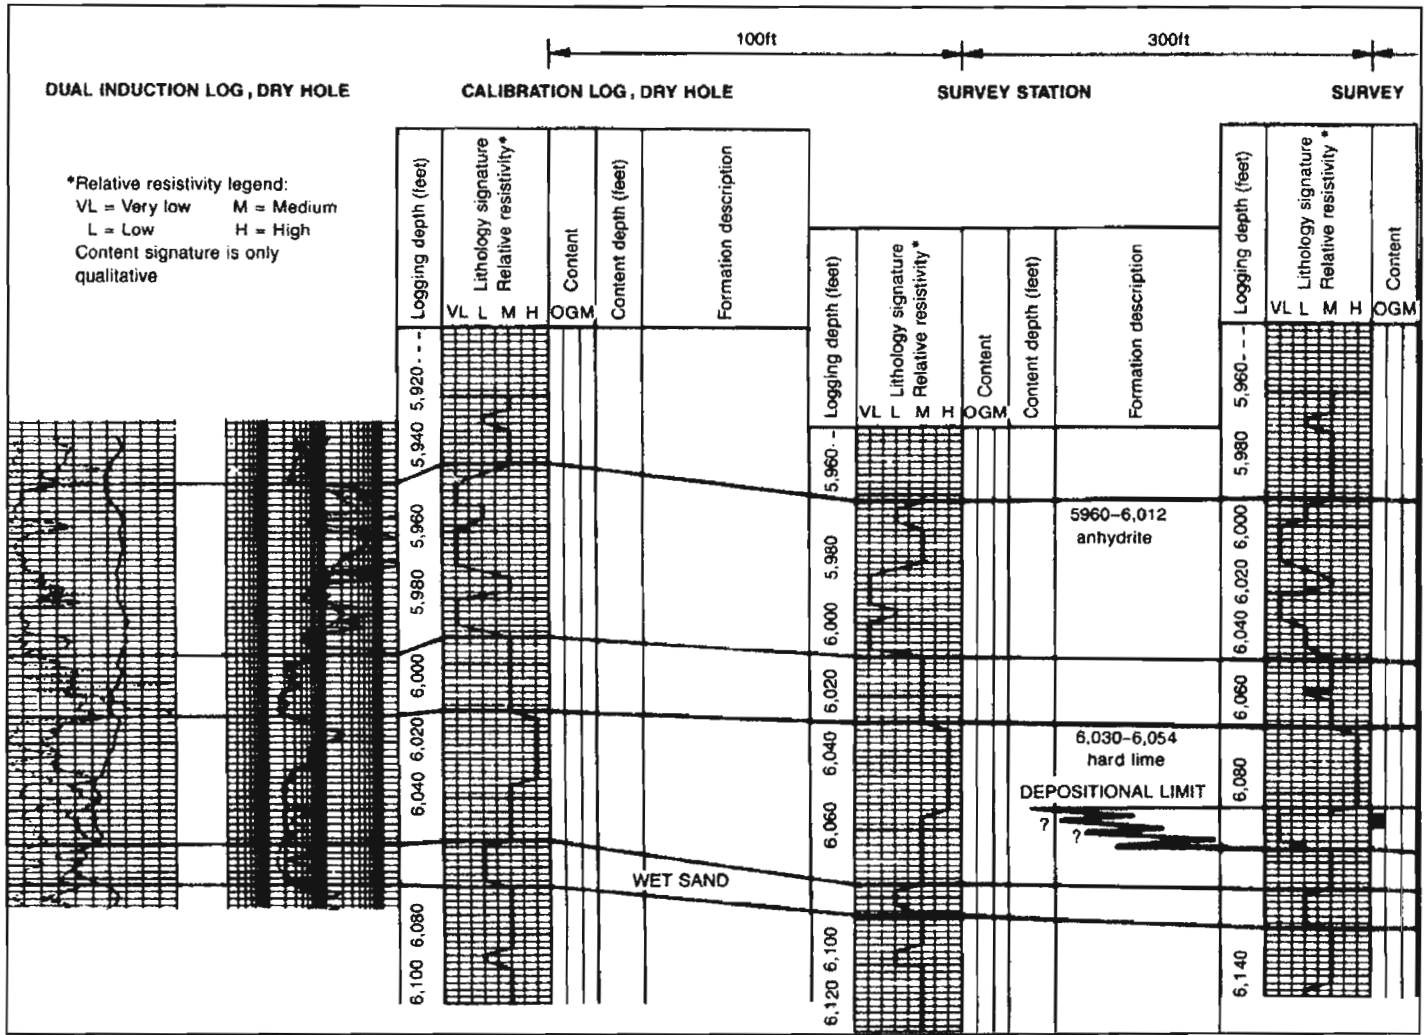 100ft
300ft
DUAL INDUCTION LOG, DRY HOLE
CALIBRATION LOG, DRY HOLE
SURVEY STATION
SURVEY
*Relative resistivity legend:
VL = Very low M = Medium
L = Low H = High
Content signature is only
qualitative
Logging depth (feet)
Lithology signature
Relative resistivity*
Content
Content depth (feet)
Formation description
VL L M H OGM
5,920---
5,940
5,960
5,980
6,000
6,020
6,040
6,080
6,100
Logging depth (feet)
Lithology signature
Relative resistivity*
Content
Content depth (feet)
Formation description
VL L M H OGM
5,960--
5,980
6,000
6,020
6,040
6,060
6,100
6,120
5960–6,012
anhydrite
6,030–6,054
hard lime
DEPOSITIONAL LIMIT
?
?
WET SAND
Logging depth (feet)
Lithology signature
Relative resistivity*
Content
VL L M H OGM
5,960---
5,980
6,000
6,020
6,040
6,060
6,080
6,140